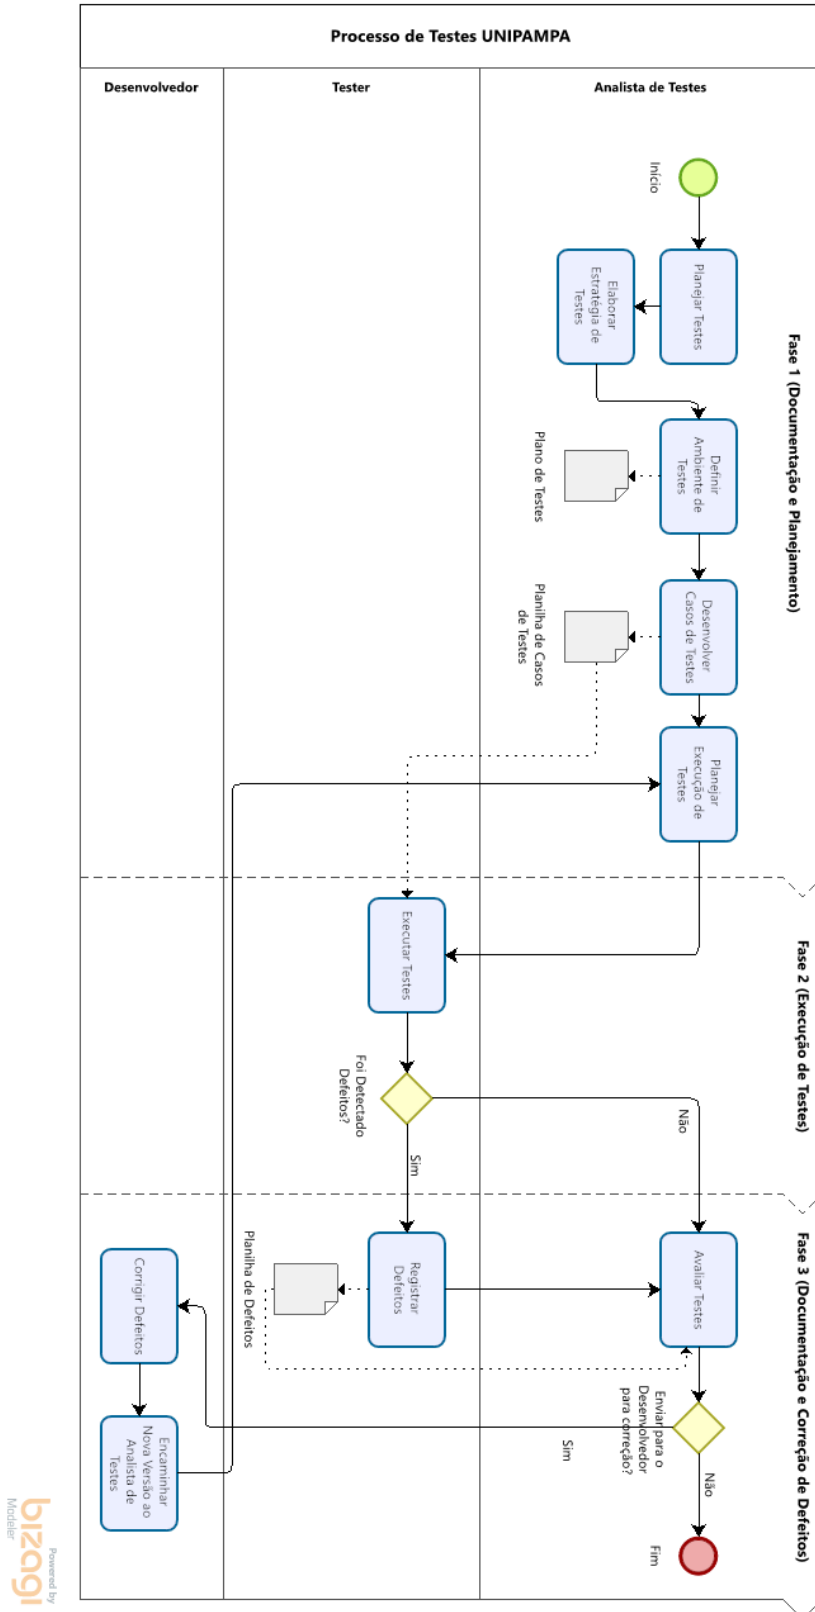 Processo de Testes UNIPAMPA
Desenvolvedor
Tester
Analista de Testes
Fase 1 (Documentação e Planejamento)
Início
Planejar Testes
Elaborar
Estratégia de
Testes
Definir
Ambiente de
Testes
Plano de Testes
Desenvolver
Casos de Testes
Planilha de Casos
de Testes
Planejar
Execução de
Testes
Fase 2 (Execução de Testes)
Executar Testes
Foi Detectado
Defeitos?
Não
Sim
Fase 3 (Documentação e Correção de Defeitos)
Registrar
Defeitos
Planilha de Defeitos
Avaliar Testes
Enviar para o
Desenvolvedor
para correção?
Sim
Não
Corrigir Defeitos
Encaminhar
Nova Versão ao
Analista de
Testes
Fim
Powered by
bizagi
Modeler